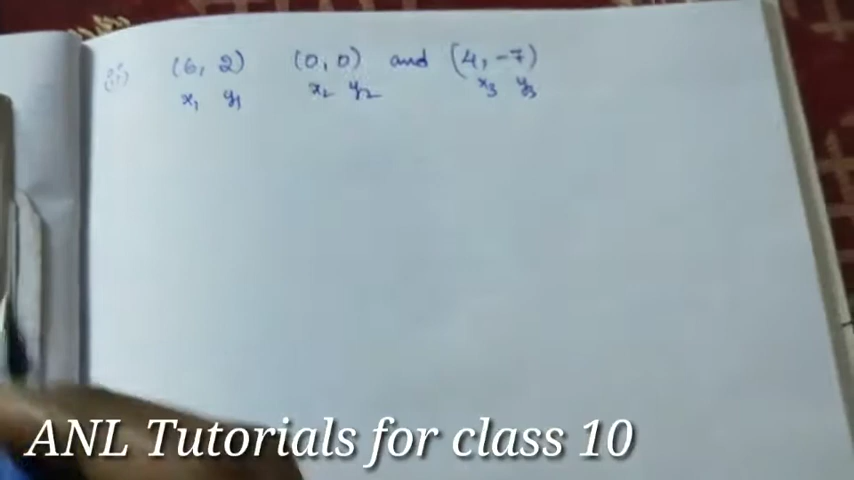 (ii) (6, 2) (0, 0) and (4, -7)
x₁ y₁ x₂ y₂ x₃ y₃
ANL Tutorials for class 10